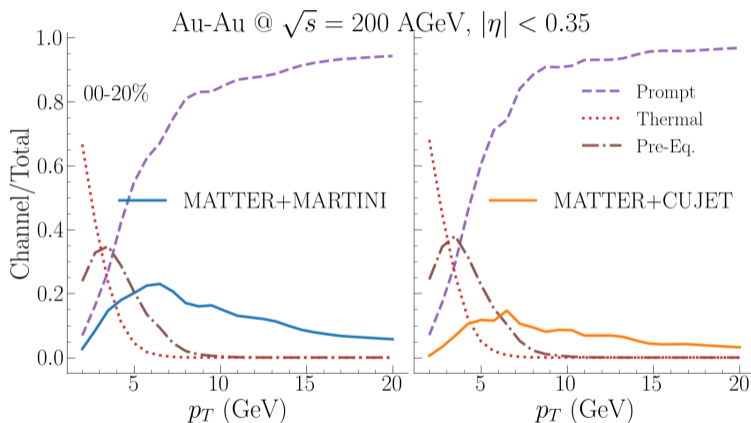 Au-Au @ √s = 200 AGeV, |η| < 0.35
Channel/Total
1.0
0.8
0.6
0.4
0.2
0.0
00-20%
MATTER+MARTINI
5
10
15
20
p_T (GeV)
Prompt
Thermal
Pre-Eq.
MATTER+CUJET
5
10
15
20
p_T (GeV)